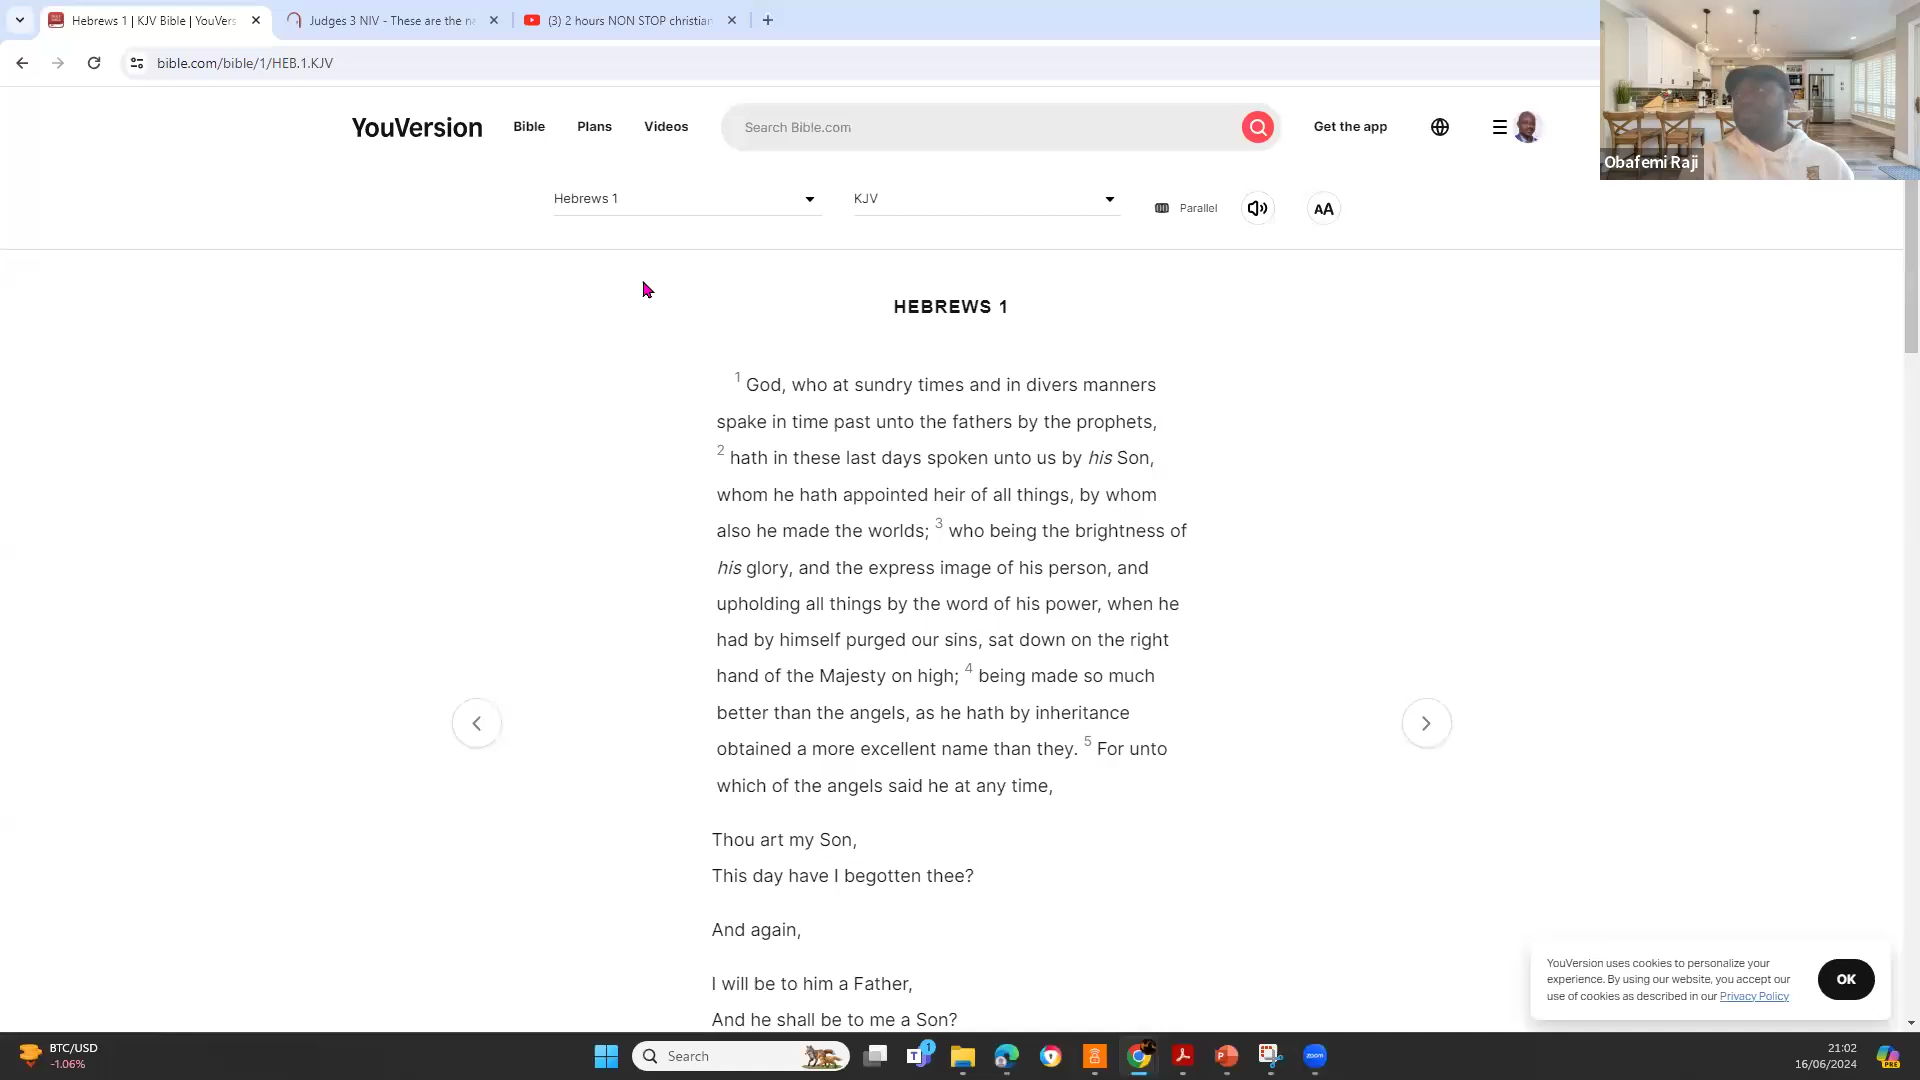 Hebrews 1 | KJV Bible | YouVers
Judges 3 NIV - These are the na
(3) 2 hours NON STOP christian
bible.com/bible/1/HEB.1.KJV
YouVersion
Bible
Plans
Videos
Search Bible.com
Get the app
Obafemi Raji
Hebrews 1
KJV
Parallel
AA
HEBREWS 1
1 God, who at sundry times and in divers manners
spake in time past unto the fathers by the prophets,
2 hath in these last days spoken unto us by his Son,
whom he hath appointed heir of all things, by whom
also he made the worlds; 3 who being the brightness of
his glory, and the express image of his person, and
upholding all things by the word of his power, when he
had by himself purged our sins, sat down on the right
hand of the Majesty on high; 4 being made so much
better than the angels, as he hath by inheritance
obtained a more excellent name than they. 5 For unto
which of the angels said he at any time,
Thou art my Son,
This day have I begotten thee?
And again,
I will be to him a Father,
And he shall be to me a Son?
YouVersion uses cookies to personalize your
experience. By using our website, you accept our
use of cookies as described in our Privacy Policy
OK
BTC/USD
-1.06%
Search
1
zoom
21:02
16/06/2024
PRE